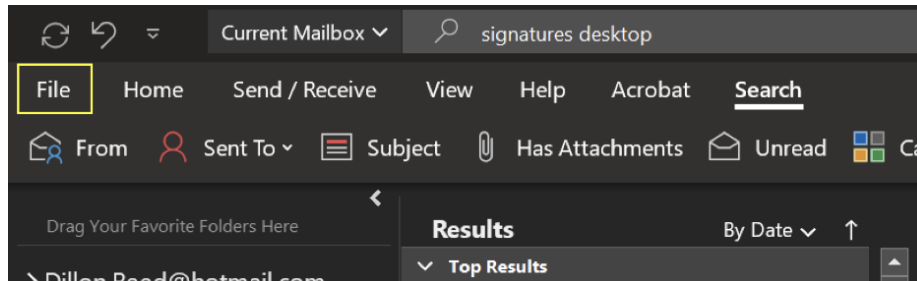 Current Mailbox signatures desktop
File Home Send / Receive View Help Acrobat Search
From Sent To Subject Has Attachments Unread
Drag Your Favorite Folders Here
Results By Date
Top Results